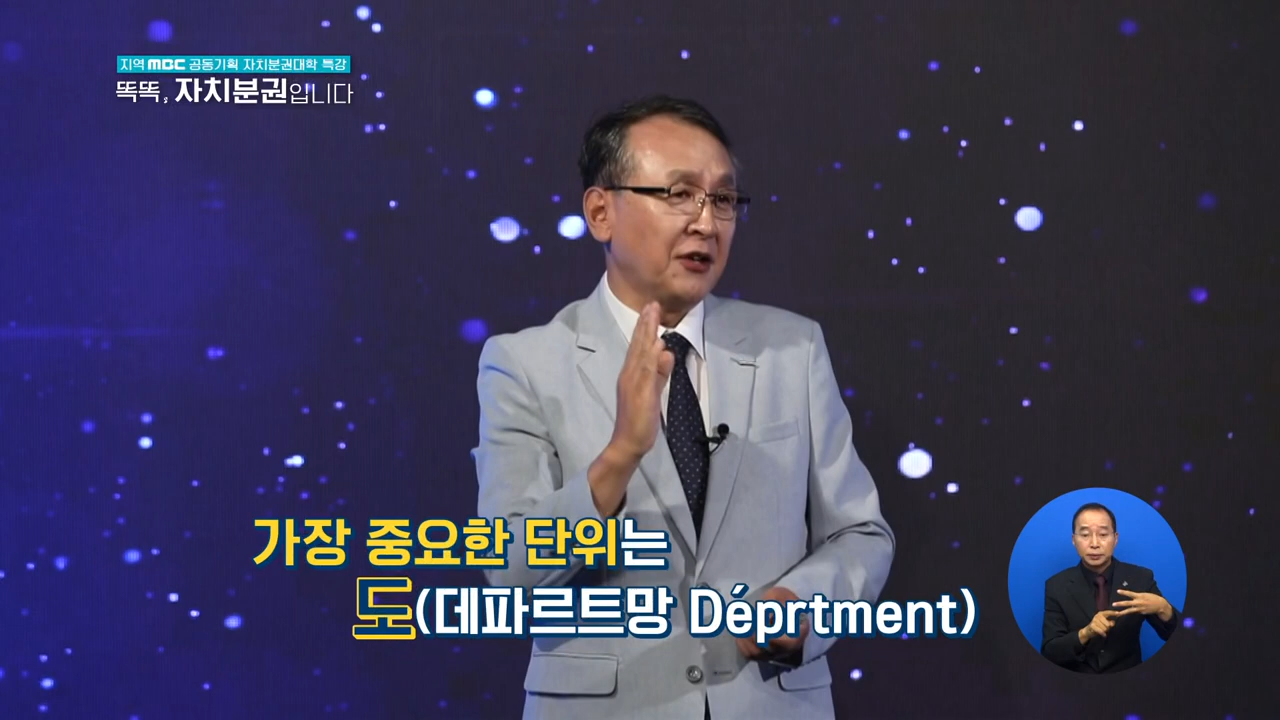 지역 MBC 공동기획 자치분권대학 특강
똑똑, 자치분권입니다
가장 중요한 단위는
도(데파르트망 Déprtment)